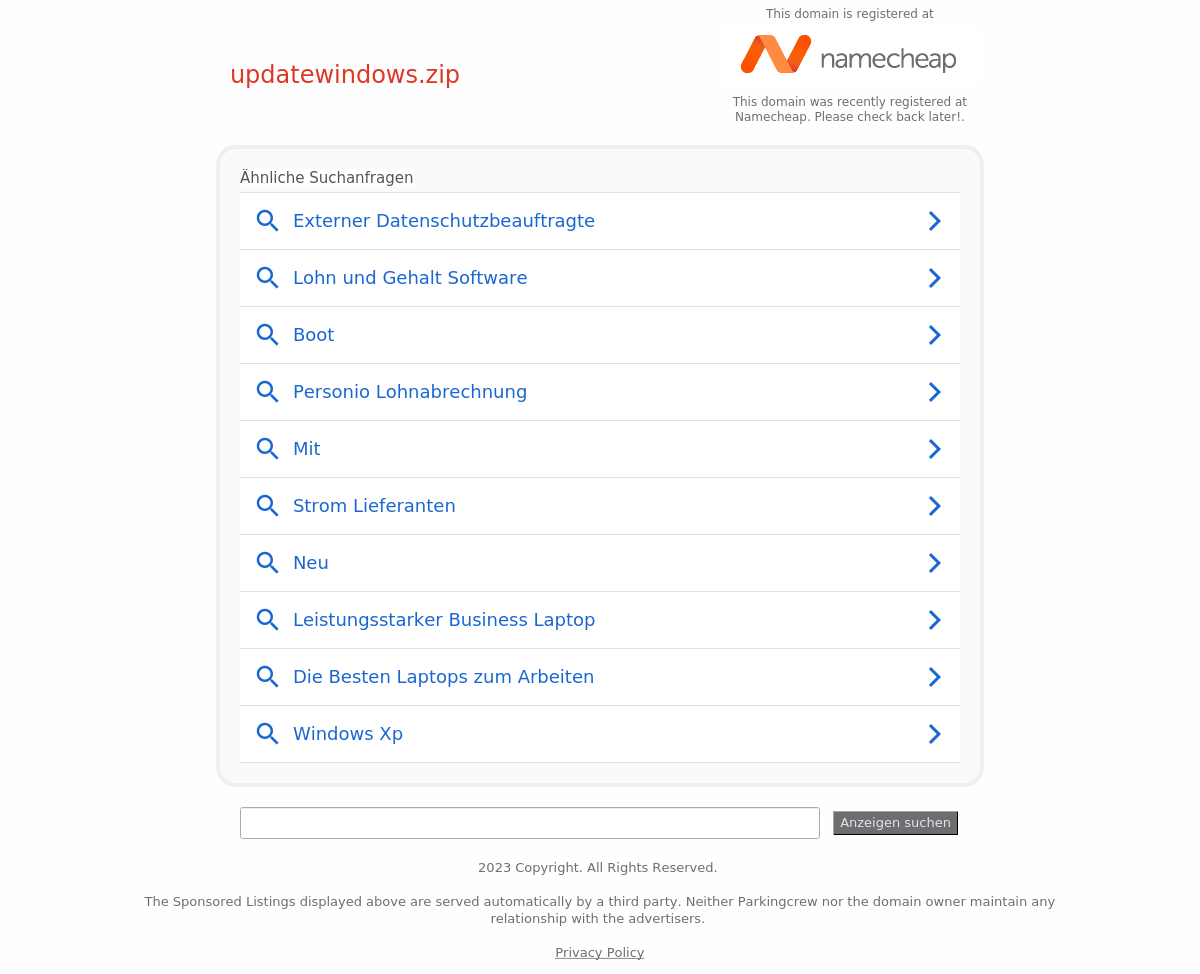 This domain is registered at
namecheap
updatewindows.zip
This domain was recently registered at
Namecheap. Please check back later!.
Ähnliche Suchanfragen
Externer Datenschutzbeauftragte
Lohn und Gehalt Software
Boot
Personio Lohnabrechnung
Mit
Strom Lieferanten
Neu
Leistungsstarker Business Laptop
Die Besten Laptops zum Arbeiten
Windows Xp
Anzeigen suchen
2023 Copyright. All Rights Reserved.
The Sponsored Listings displayed above are served automatically by a third party. Neither Parkingcrew nor the domain owner maintain any
relationship with the advertisers.
Privacy Policy